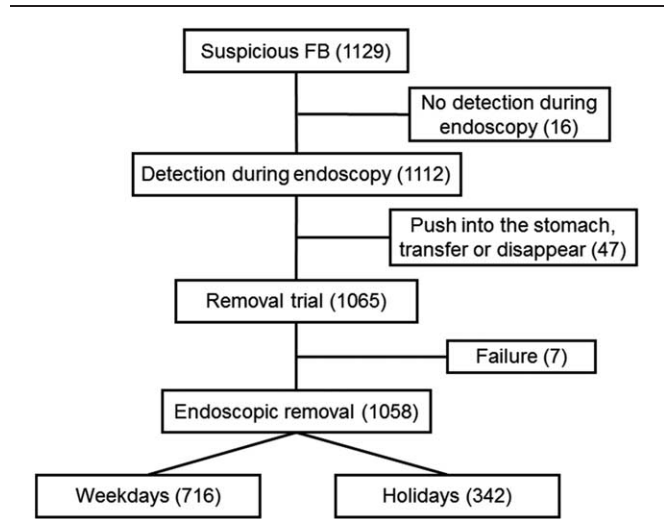 Suspicious FB (1129)
No detection during
endoscopy (16)
Detection during endoscopy (1112)
Push into the stomach,
transfer or disappear (47)
Removal trial (1065)
Failure (7)
Endoscopic removal (1058)
Weekdays (716)
Holidays (342)